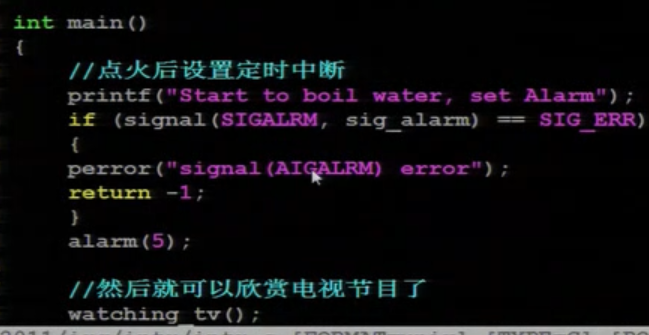 int main()
{
//点火后设置定时中断
printf("Start to boil water, set Alarm");
if (signal(SIGALRM, sig_alarm) == SIG_ERR)
{
perror("signal(AIGALRM) error");
return -1;
}
alarm(5);
//然后就可以欣赏电视节目了
watching_tv();